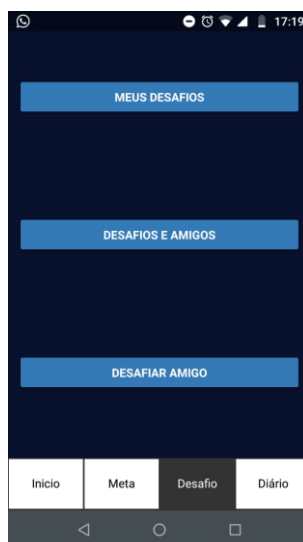 17:19
MEUS DESAFIOS
DESAFIOS E AMIGOS
DESAFIAR AMIGO
Inicio Meta Desafio Diário